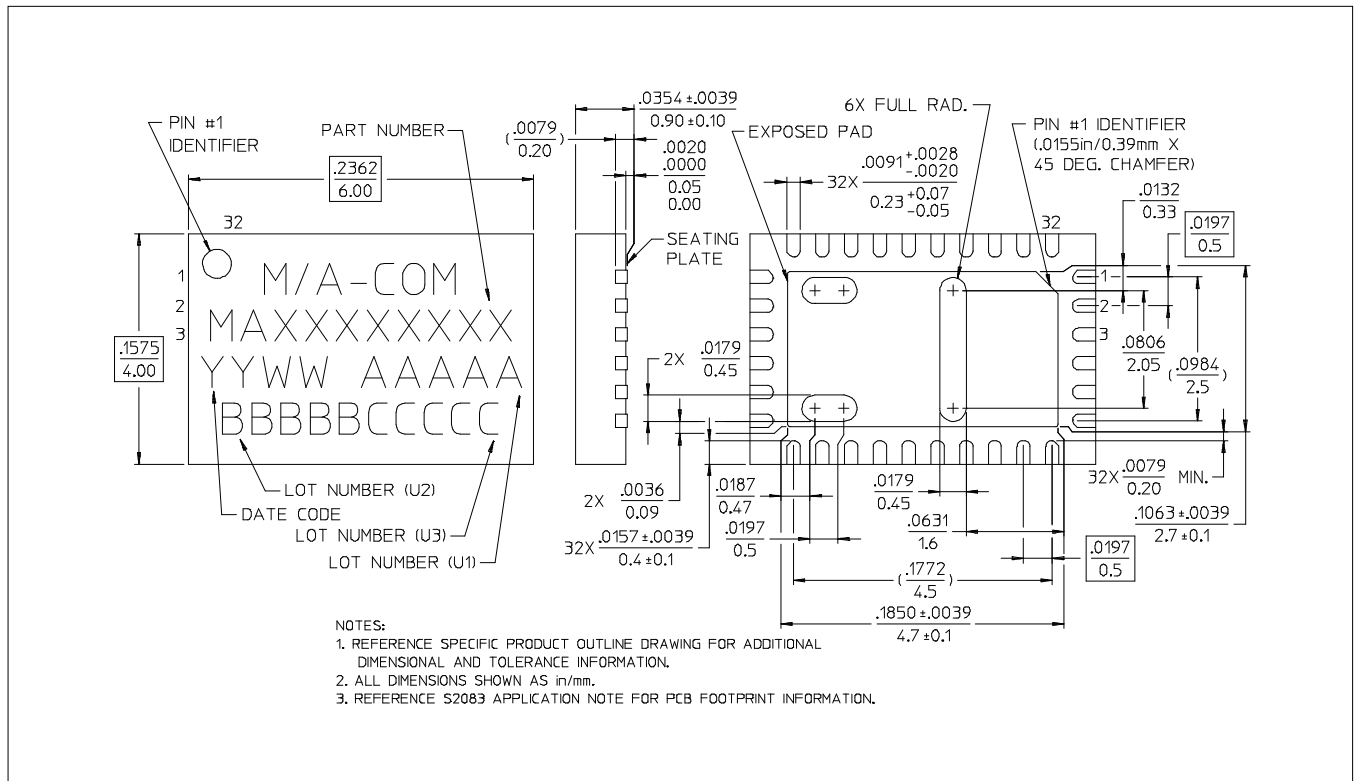 PIN #1
IDENTIFIER
PART NUMBER
.2362
6.00
32
1
2
3
.1575
4.00
M/A-COM
MAXXXXXXXXX
YYWW AAAAA
BBBBBCCCCC
LOT NUMBER (U2)
DATE CODE
LOT NUMBER (U3)
LOT NUMBER (U1)
.0354 ±.0039
0.90 ±0.10
(.0079
0.20)
.0020
.0000
0.05
0.00
SEATING
PLATE
EXPOSED PAD
6X FULL RAD.
PIN #1 IDENTIFIER
(.0155in/0.39mm X
45 DEG. CHAMFER)
32X .0091 +.0028
-.0020
0.23 +0.07
-0.05
32
.0132
0.33
.0197
0.5
1
2
3
.0806
2.05
(.0984
2.5)
2X .0179
0.45
2X .0036
0.09
32X .0157 ±.0039
0.4 ±0.1
.0187
0.47
.0197
0.5
.0179
0.45
.0631
1.6
32X .0079 MIN.
0.20
.1063 ±.0039
2.7 ±0.1
.0197
0.5
(.1772
4.5)
.1850 ±.0039
4.7 ±0.1
NOTES:
1. REFERENCE SPECIFIC PRODUCT OUTLINE DRAWING FOR ADDITIONAL
DIMENSIONAL AND TOLERANCE INFORMATION.
2. ALL DIMENSIONS SHOWN AS in/mm.
3. REFERENCE S2083 APPLICATION NOTE FOR PCB FOOTPRINT INFORMATION.